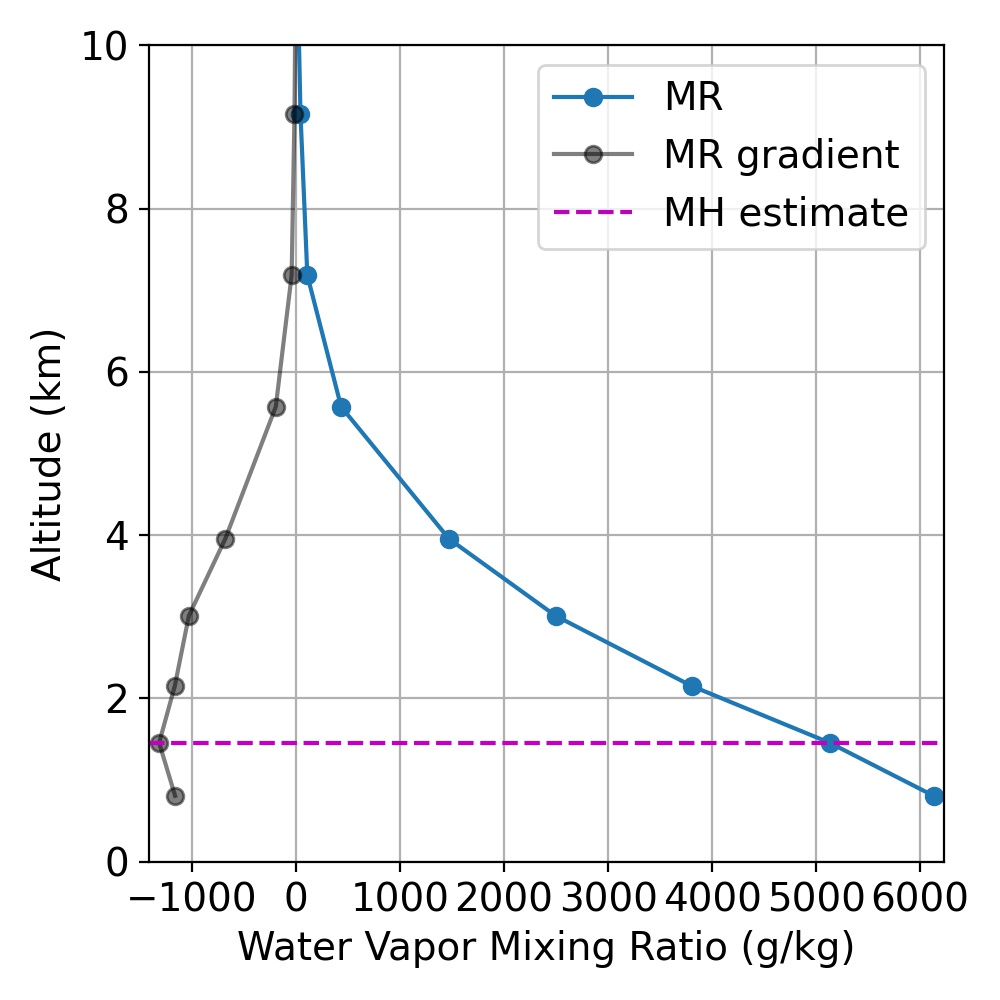 10
8
6
4
2
0
Altitude (km)
MR
MR gradient
MH estimate
−1000 0 1000 2000 3000 4000 5000 6000
Water Vapor Mixing Ratio (g/kg)